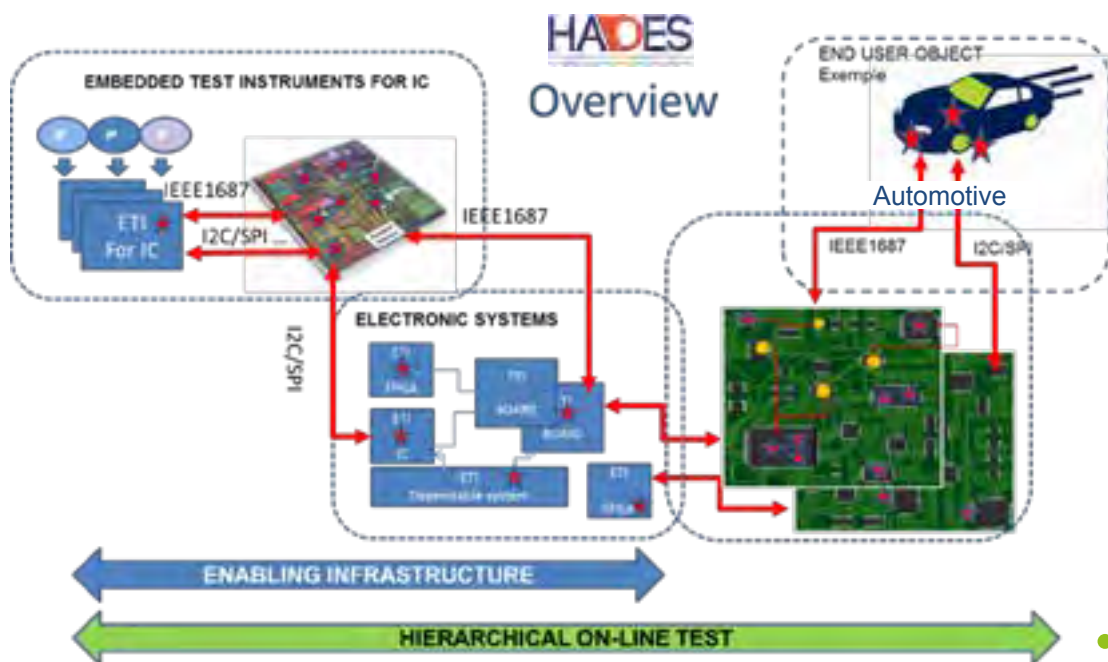 HADES
Overview
EMBEDDED TEST INSTRUMENTS FOR IC
IP
ETI
For IC
IEEE1687
I2C/SPI ...
IEEE1687
I2C/SPI
END USER OBJECT
Exemple
Automotive
IEEE1687
I2C/SPI
ELECTRONIC SYSTEMS
ETI
FPGA
ETI
IC
BOARD
BOARD
ETI
Dependable system
ETI
FPGA
ENABLING INFRASTRUCTURE
HIERARCHICAL ON-LINE TEST